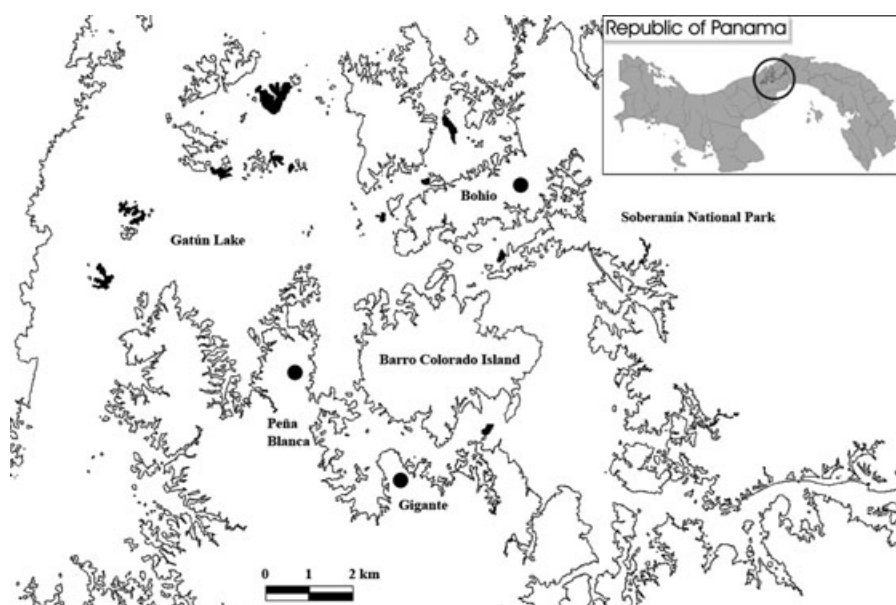 Republic of Panama
Bohio
Soberanía National Park
Gatún Lake
Barro Colorado Island
Peña
Blanca
Gigante
0 1 2 km